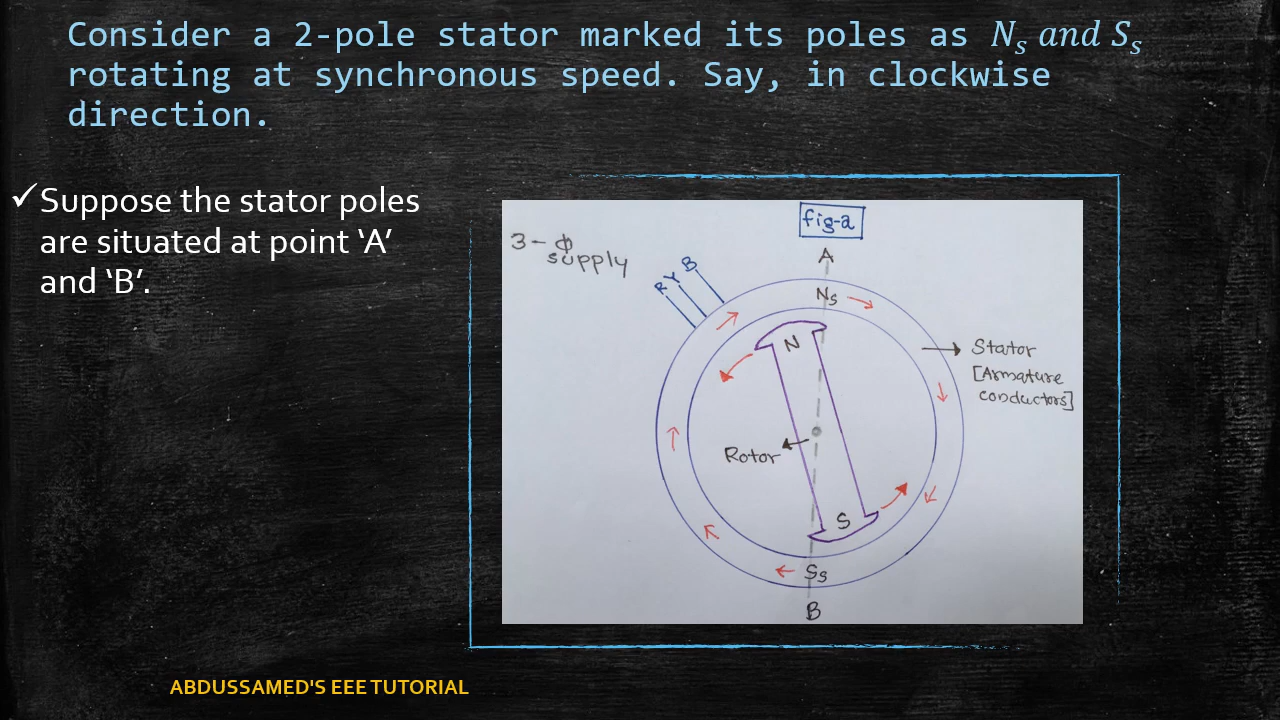 Consider a 2-pole stator marked its poles as Nₛ and Sₛ
rotating at synchronous speed. Say, in clockwise
direction.
✓Suppose the stator poles
are situated at point ‘A’
and ‘B’.
fig-a
3-ϕ
supply
R Y B
A
Ns
N
Stator
[Armature
conductors]
Rotor
S
Ss
B
ABDUSSAMED'S EEE TUTORIAL